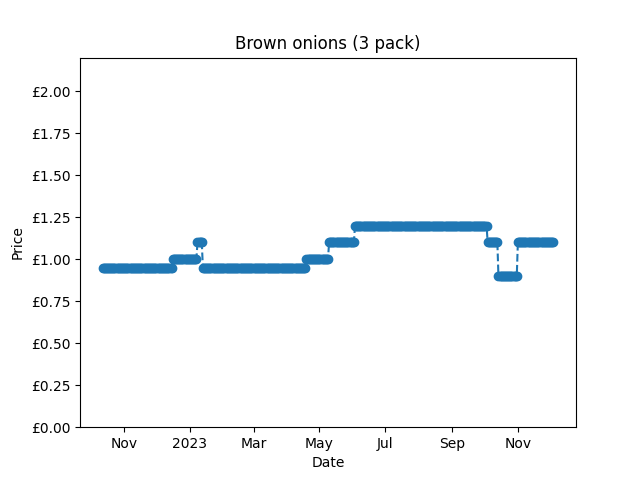 Brown onions (3 pack)
£2.00
£1.75
£1.50
£1.25
£1.00
£0.75
£0.50
£0.25
£0.00
Price
Nov 2023 Mar May Jul Sep Nov
Date